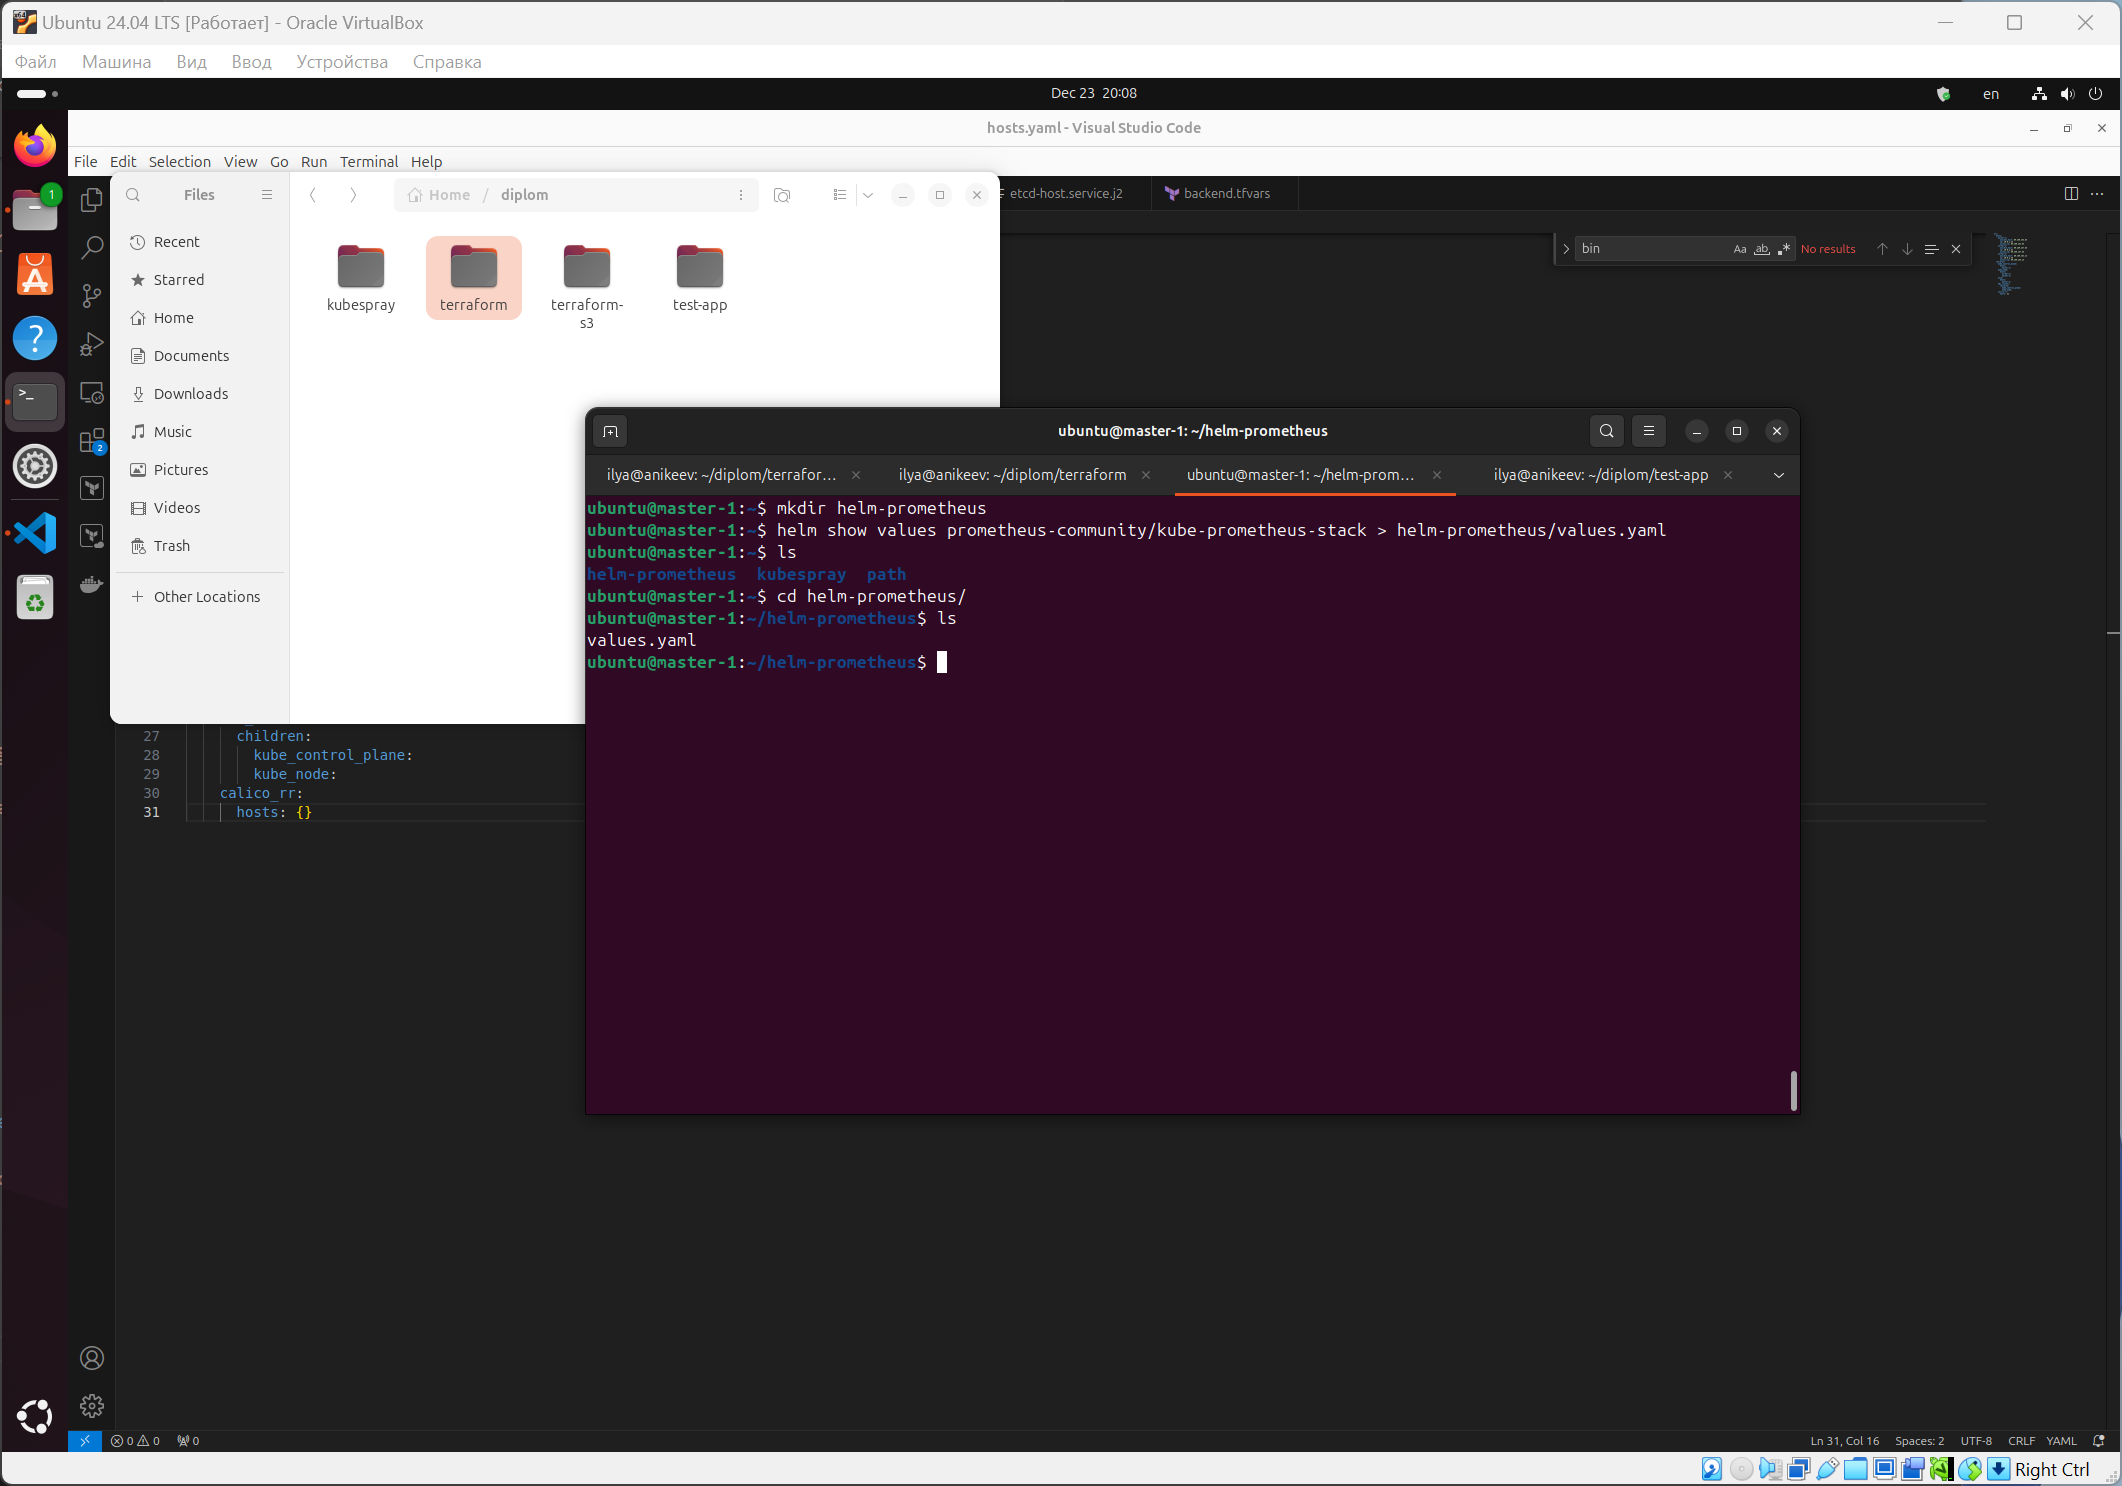 Ubuntu 24.04 LTS [Работает] - Oracle VirtualBox
Файл Машина Вид Ввод Устройства Справка
Dec 23 20:08
en
hosts.yaml - Visual Studio Code
File Edit Selection View Go Run Terminal Help
Files
Home / diplom
etcd-host.service.j2
backend.tfvars
bin
Aa ab .*
No results
1
Recent
Starred
Home
Documents
Downloads
Music
Pictures
Videos
Trash
Other Locations
kubespray
terraform
terraform-
s3
test-app
2
ubuntu@master-1: ~/helm-prometheus
ilya@anikeev: ~/diplom/terrafor…
ilya@anikeev: ~/diplom/terraform
ubuntu@master-1: ~/helm-prom…
ilya@anikeev: ~/diplom/test-app
ubuntu@master-1:~$ mkdir helm-prometheus
ubuntu@master-1:~$ helm show values prometheus-community/kube-prometheus-stack > helm-prometheus/values.yaml
ubuntu@master-1:~$ ls
helm-prometheus kubespray path
ubuntu@master-1:~$ cd helm-prometheus/
ubuntu@master-1:~/helm-prometheus$ ls
values.yaml
ubuntu@master-1:~/helm-prometheus$
27 children:
28 kube_control_plane:
29 kube_node:
30 calico_rr:
31 hosts: {}
0 0 0
Ln 31, Col 16 Spaces: 2 UTF-8 CRLF YAML
Right Ctrl